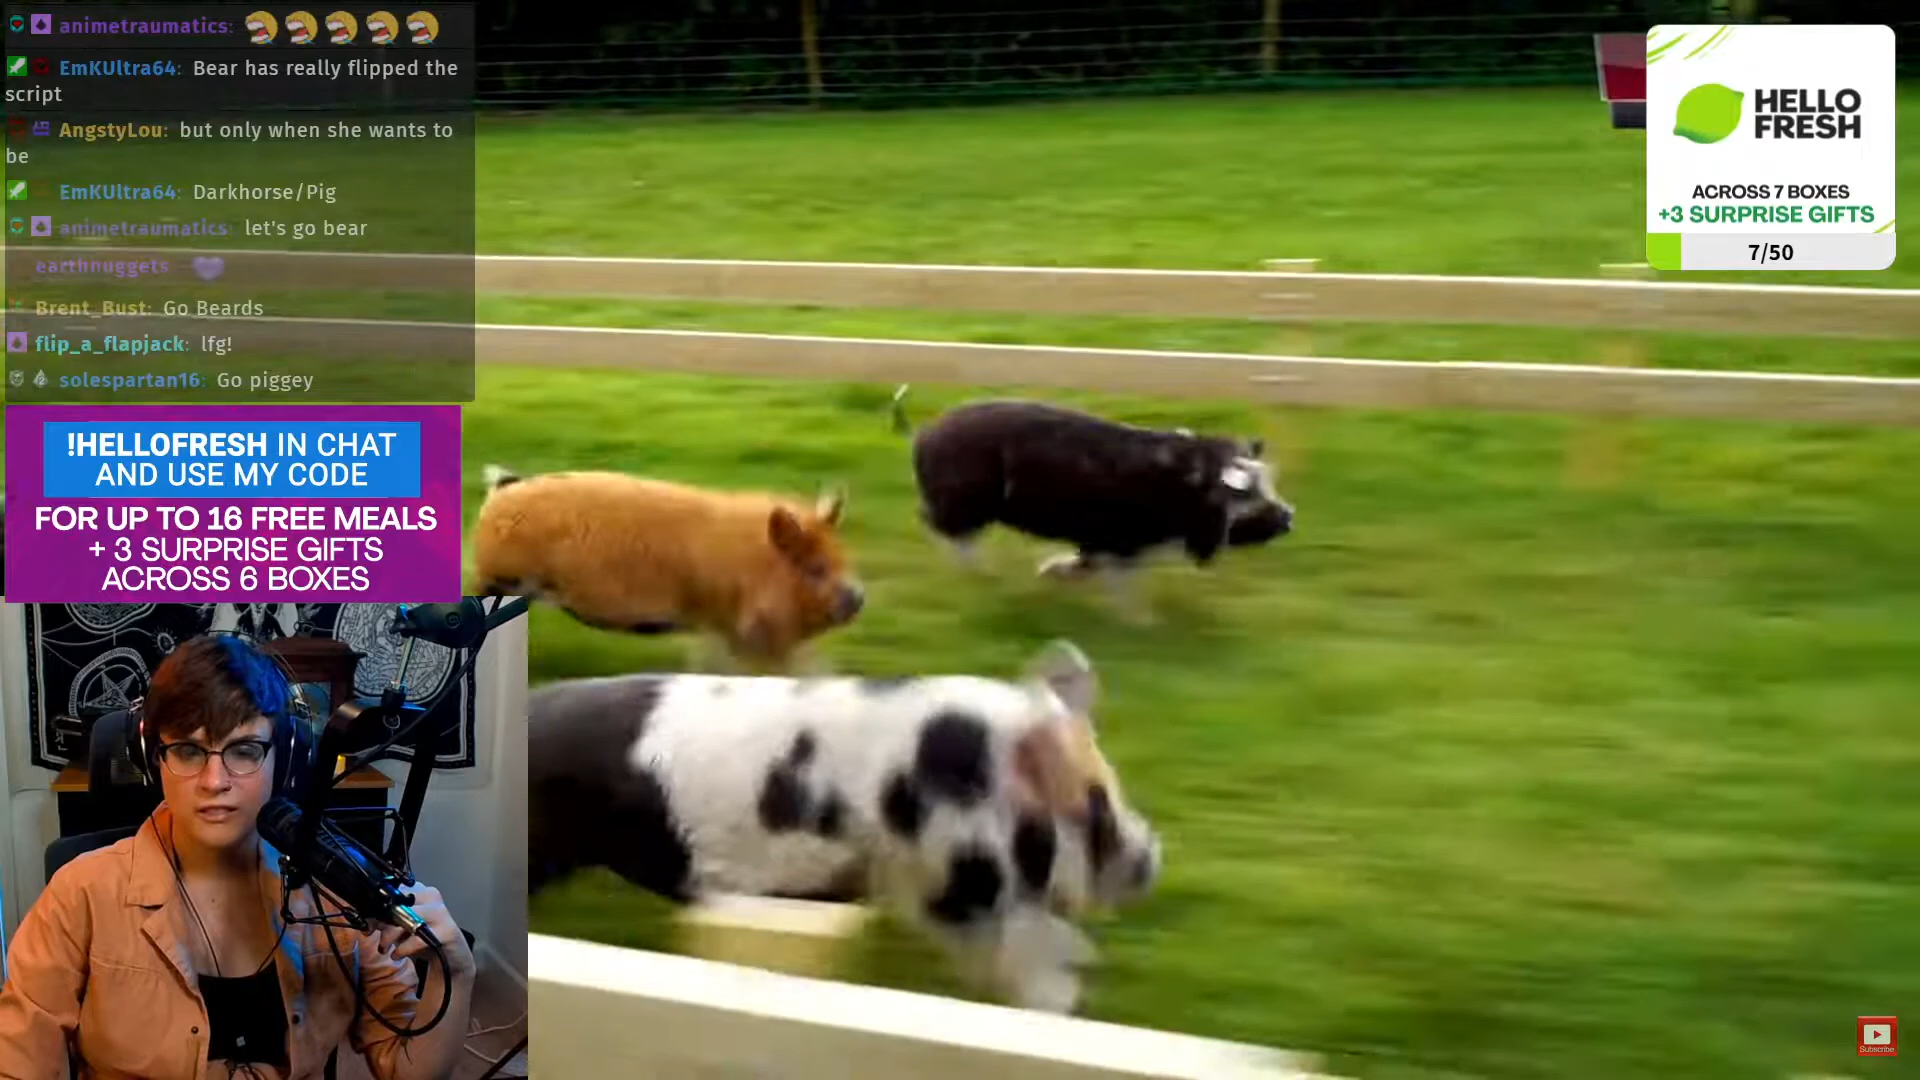 animetraumatics:
EmKUltra64: Bear has really flipped the
script
AngstyLou: but only when she wants to
be
EmKUltra64: Darkhorse/Pig
animetraumatics: let's go bear
earthnuggets
Brent_Bust: Go Beards
flip_a_flapjack: lfg!
solespartan16: Go piggey
!HELLOFRESH IN CHAT
AND USE MY CODE
FOR UP TO 16 FREE MEALS
+ 3 SURPRISE GIFTS
ACROSS 6 BOXES
HELLO
FRESH
ACROSS 7 BOXES
+3 SURPRISE GIFTS
7/50
Subscribe